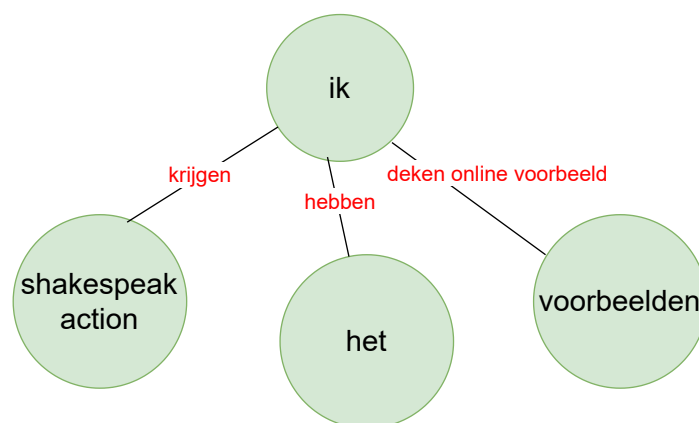 ik
krijgen
deken online voorbeeld
hebben
shakespeak
action
het
voorbeelden